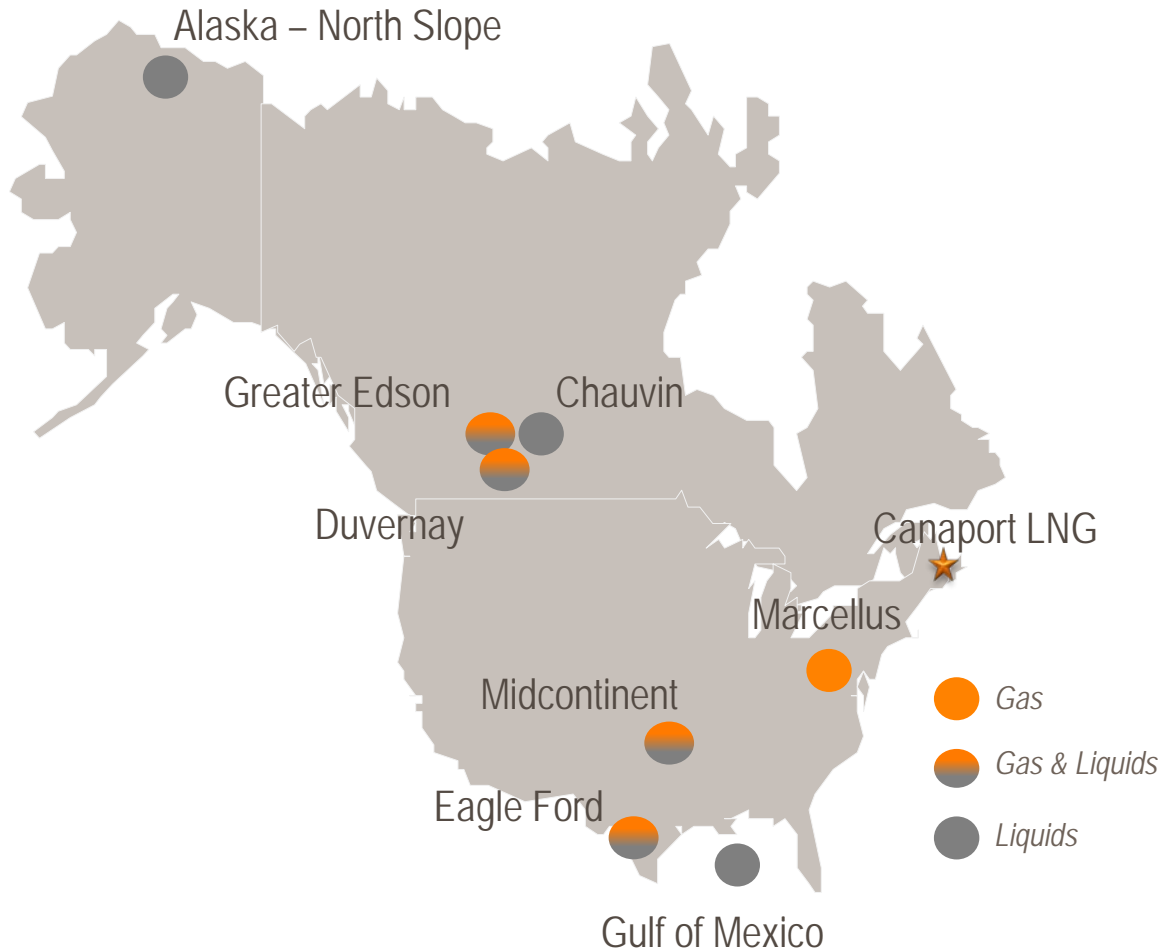 Alaska – North Slope
Greater Edson
Chauvin
Duvernay
Canaport LNG
Marcellus
Midcontinent
Gas
Gas & Liquids
Eagle Ford
Liquids
Gulf of Mexico